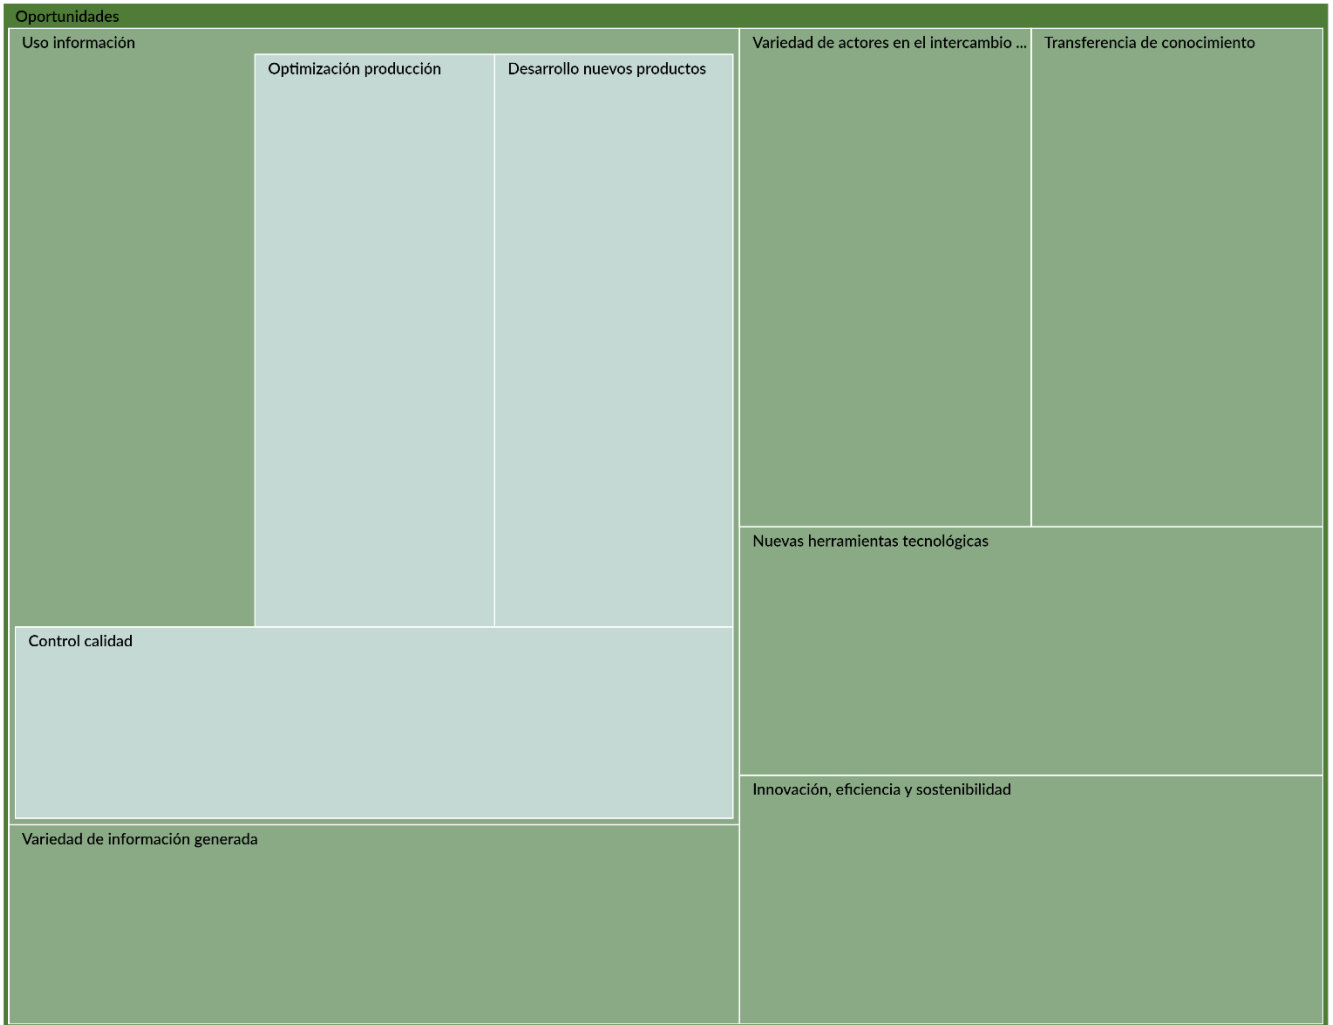 Oportunidades
Uso información
Optimización producción
Desarrollo nuevos productos
Control calidad
Variedad de información generada
Variedad de actores en el intercambio ...
Transferencia de conocimiento
Nuevas herramientas tecnológicas
Innovación, eficiencia y sostenibilidad